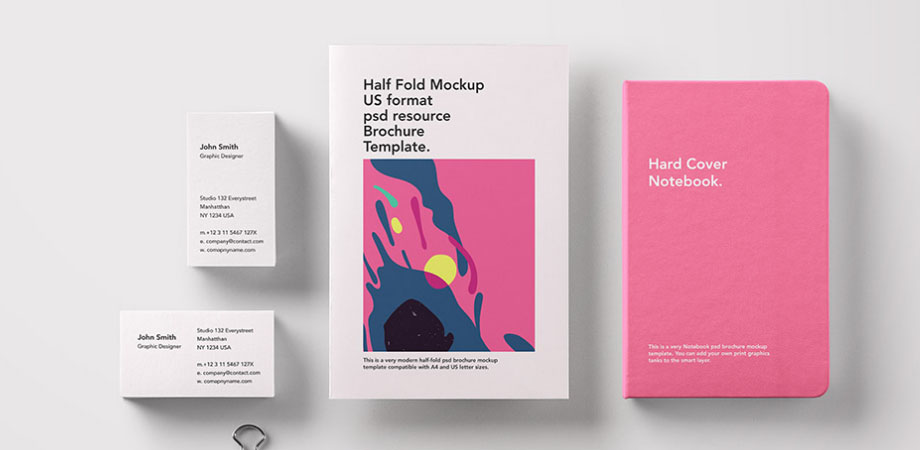 John Smith
Graphic Designer
Studio 132 Everystreet
Manhatthan
NY 1234 USA
m.+12 3 11 5467 127X
e. company@contact.com
w. comapnyname.com
John Smith
Graphic Designer
Studio 132 Everystreet
Manhatthan
NY 1234 USA
m.+12 3 11 5467 127X
e. company@contact.com
w. comapnyname.com
Half Fold Mockup
US format
psd resource
Brochure
Template.
This is a very modern half-fold psd brochure mockup
template compatible with A4 and US letter sizes.
Hard Cover
Notebook.
This is a very Notebook psd brochure mockup
template. You can add your own print graphics
tanks to the smart layer.